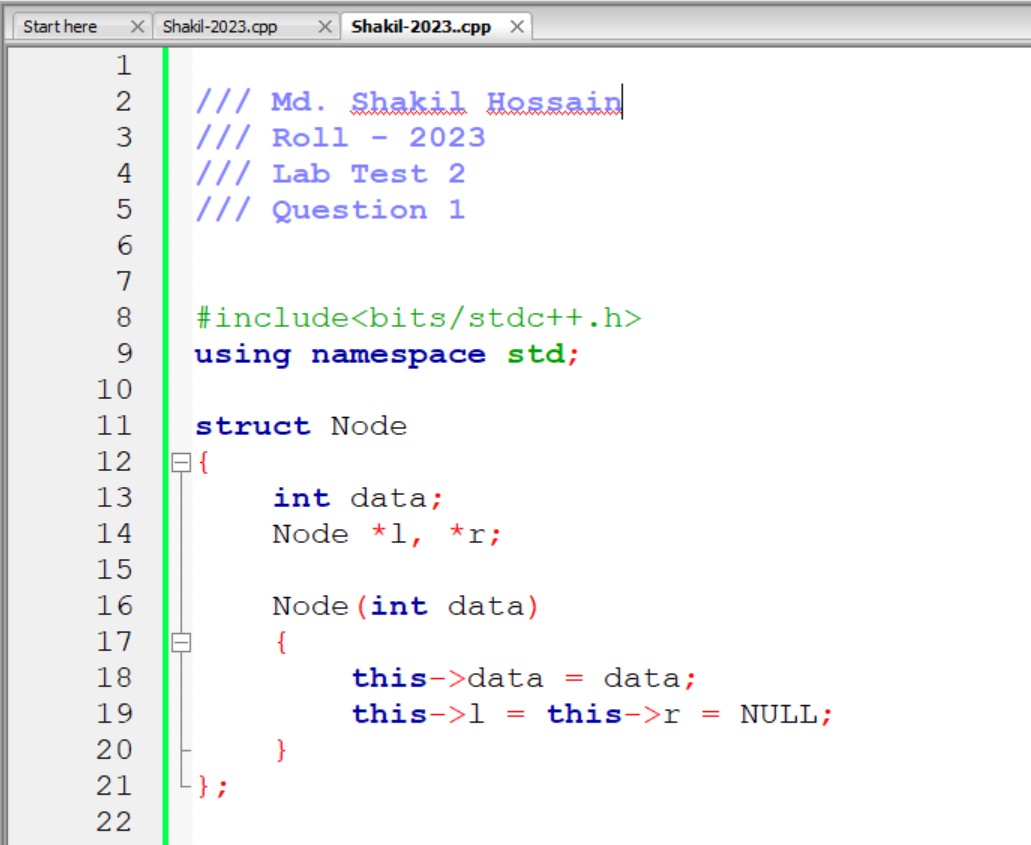 Start here Shakil-2023.cpp Shakil-2023..cpp
1
2 /// Md. Shakil Hossain
3 /// Roll - 2023
4 /// Lab Test 2
5 /// Question 1
6
7
8 #include<bits/stdc++.h>
9 using namespace std;
10
11 struct Node
12 {
13 int data;
14 Node *l, *r;
15
16 Node(int data)
17 {
18 this->data = data;
19 this->l = this->r = NULL;
20 }
21 };
22